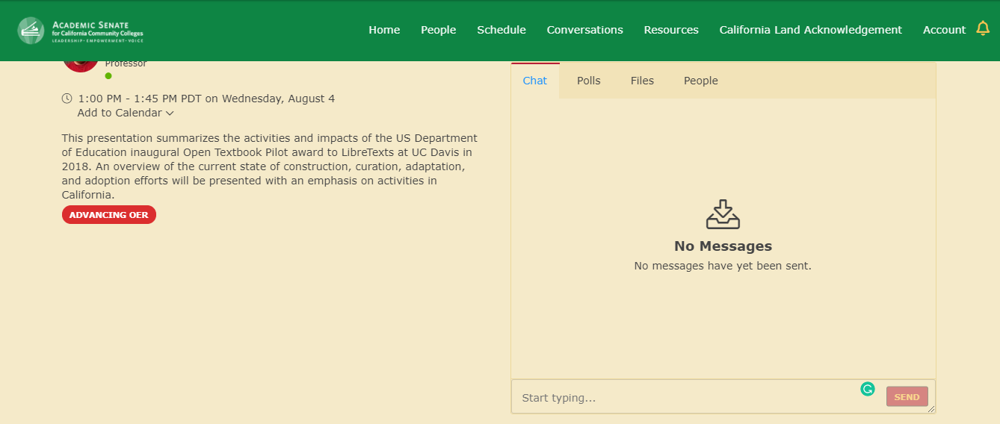 ACADEMIC SENATE
for California Community Colleges
LEADERSHIP · EMPOWERMENT · VOICE
Home People Schedule Conversations Resources California Land Acknowledgement Account
Professor
1:00 PM - 1:45 PM PDT on Wednesday, August 4
Add to Calendar
This presentation summarizes the activities and impacts of the US Department
of Education inaugural Open Textbook Pilot award to LibreTexts at UC Davis in
2018. An overview of the current state of construction, curation, adaptation,
and adoption efforts will be presented with an emphasis on activities in
California.
ADVANCING OER
Chat Polls Files People
No Messages
No messages have yet been sent.
Start typing...
SEND